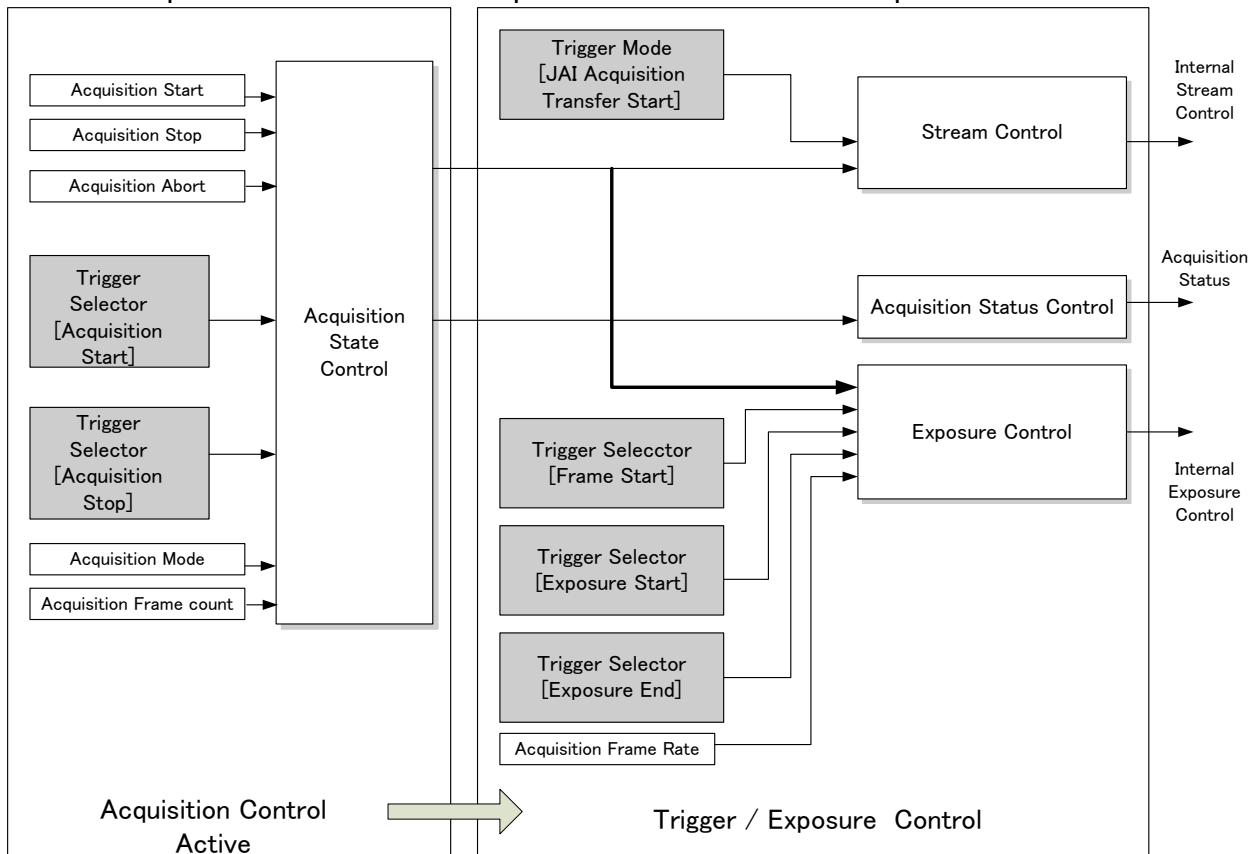 Acquisition Start
Acquisition Stop
Acquisition Abort
Trigger
Selector
[Acquisition
Start]
Trigger
Selector
[Acquisition
Stop]
Acquisition Mode
Acquisition Frame count
Acquisition
State
Control
Acquisition Control
Active
Trigger Mode
[JAI Acquisition
Transfer Start]
Stream Control
Internal
Stream
Control
Acquisition Status Control
Acquisition
Status
Trigger Selecctor
[Frame Start]
Trigger Selector
[Exposure Start]
Trigger Selector
[Exposure End]
Acquisition Frame Rate
Exposure Control
Internal
Exposure
Control
Trigger / Exposure Control